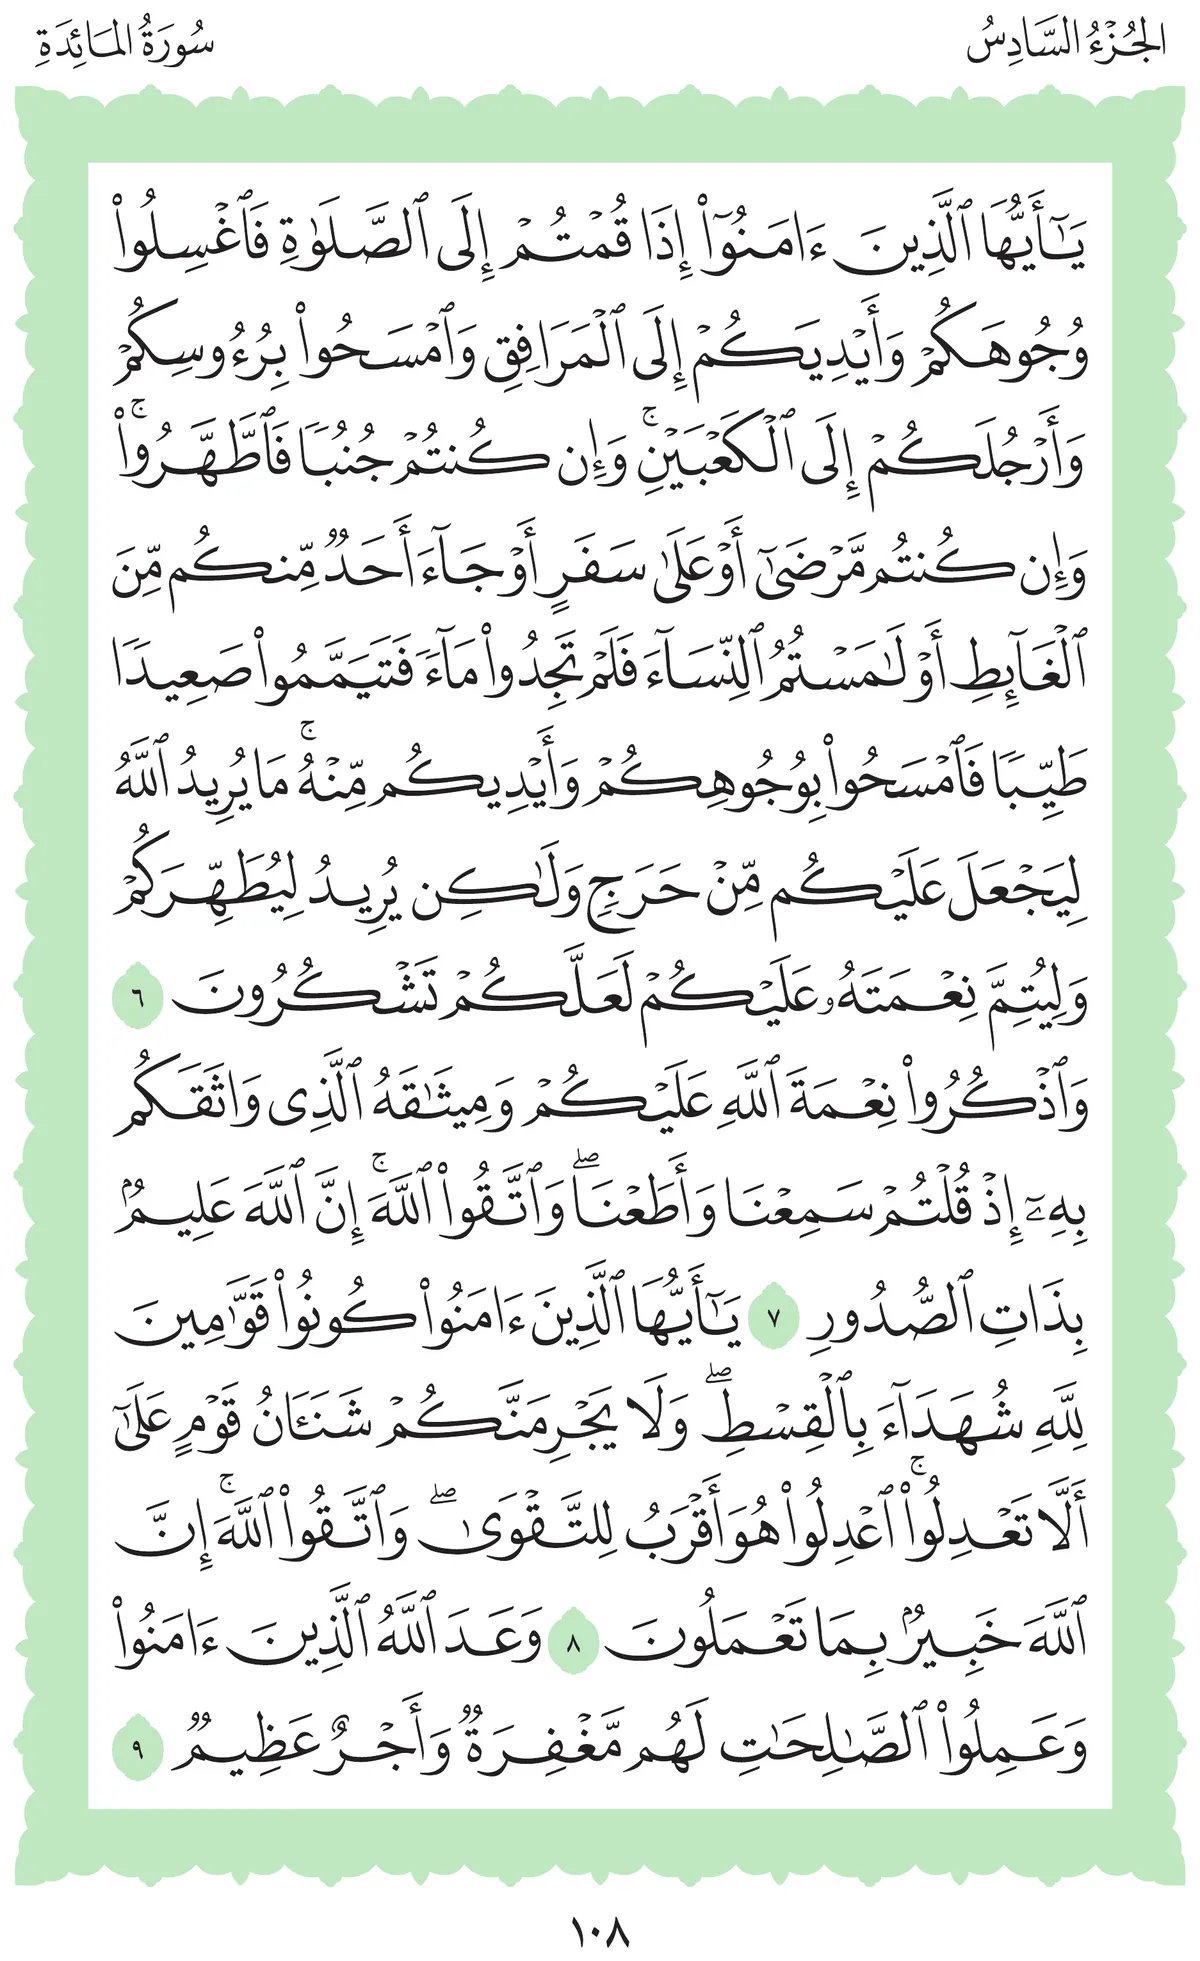 الجُزْءُ السَّادِسُ
سُورَةُ المَائِدَةِ
يَـٰٓأَيُّهَا ٱلَّذِينَ ءَامَنُوٓا۟ إِذَا قُمْتُمْ إِلَى ٱلصَّلَوٰةِ فَٱغْسِلُوا۟
وُجُوهَكُمْ وَأَيْدِيَكُمْ إِلَى ٱلْمَرَافِقِ وَٱمْسَحُوا۟ بِرُءُوسِكُمْ
وَأَرْجُلَكُمْ إِلَى ٱلْكَعْبَيْنِ ۚ وَإِن كُنتُمْ جُنُبًا فَٱطَّهَّرُوا۟ ۚ
وَإِن كُنتُم مَّرْضَىٰٓ أَوْ عَلَىٰ سَفَرٍ أَوْ جَآءَ أَحَدٌ مِّنكُم مِّنَ
ٱلْغَآئِطِ أَوْ لَـٰمَسْتُمُ ٱلنِّسَآءَ فَلَمْ تَجِدُوا۟ مَآءً فَتَيَمَّمُوا۟ صَعِيدًا
طَيِّبًا فَٱمْسَحُوا۟ بِوُجُوهِكُمْ وَأَيْدِيكُم مِّنْهُ ۚ مَا يُرِيدُ ٱللَّهُ
لِيَجْعَلَ عَلَيْكُم مِّنْ حَرَجٍ وَلَـٰكِن يُرِيدُ لِيُطَهِّرَكُمْ
وَلِيُتِمَّ نِعْمَتَهُۥ عَلَيْكُمْ لَعَلَّكُمْ تَشْكُرُونَ ٦
وَٱذْكُرُوا۟ نِعْمَةَ ٱللَّهِ عَلَيْكُمْ وَمِيثَـٰقَهُ ٱلَّذِى وَاثَقَكُم
بِهِۦٓ إِذْ قُلْتُمْ سَمِعْنَا وَأَطَعْنَا ۖ وَٱتَّقُوا۟ ٱللَّهَ ۚ إِنَّ ٱللَّهَ عَلِيمٌۢ
بِذَاتِ ٱلصُّدُورِ ٧ يَـٰٓأَيُّهَا ٱلَّذِينَ ءَامَنُوا۟ كُونُوا۟ قَوَّٰمِينَ
لِلَّهِ شُهَدَآءَ بِٱلْقِسْطِ ۖ وَلَا يَجْرِمَنَّكُمْ شَنَـَٔانُ قَوْمٍ عَلَىٰٓ
أَلَّا تَعْدِلُوا۟ ۚ ٱعْدِلُوا۟ هُوَ أَقْرَبُ لِلتَّقْوَىٰ ۖ وَٱتَّقُوا۟ ٱللَّهَ ۚ إِنَّ
ٱللَّهَ خَبِيرٌۢ بِمَا تَعْمَلُونَ ٨ وَعَدَ ٱللَّهُ ٱلَّذِينَ ءَامَنُوا۟
وَعَمِلُوا۟ ٱلصَّـٰلِحَـٰتِ لَهُم مَّغْفِرَةٌ وَأَجْرٌ عَظِيمٌ ٩
١٠٨